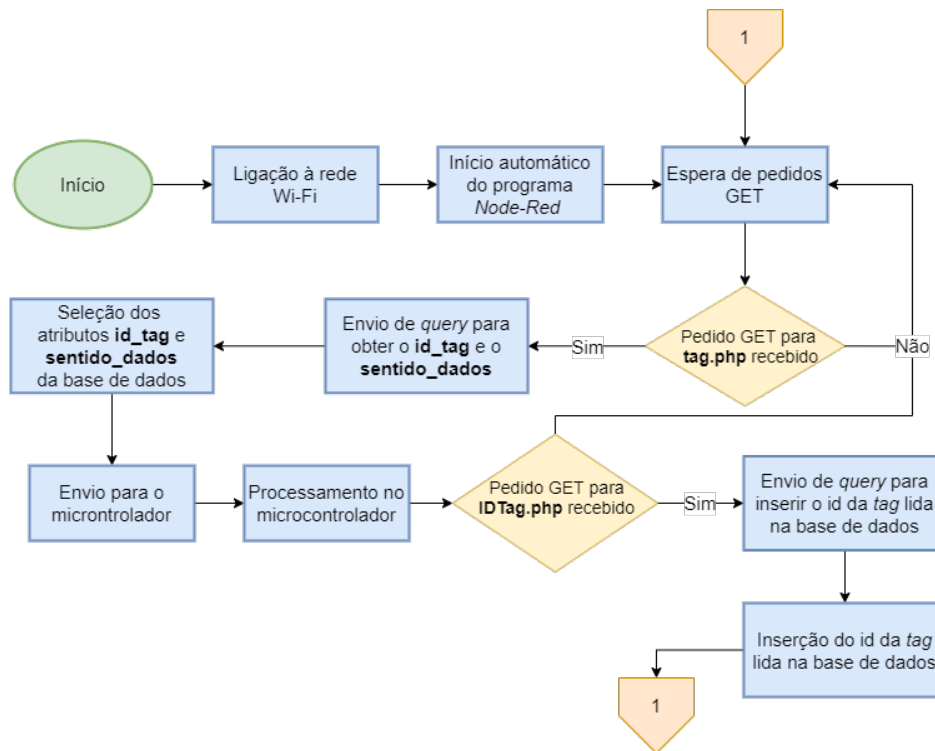 1
Início
Ligação à rede
Wi-Fi
Início automático
do programa
Node-Red
Espera de pedidos
GET
Seleção dos
atributos id_tag e
sentido_dados
da base de dados
Envio de query para
obter o id_tag e o
sentido_dados
Sim
Pedido GET para
tag.php recebido
Não
Envio para o
microntrolador
Processamento no
microcontrolador
Pedido GET para
IDTag.php recebido
Sim
Envio de query para
inserir o id da tag lida
na base de dados
Inserção do id da tag
lida na base de dados
1